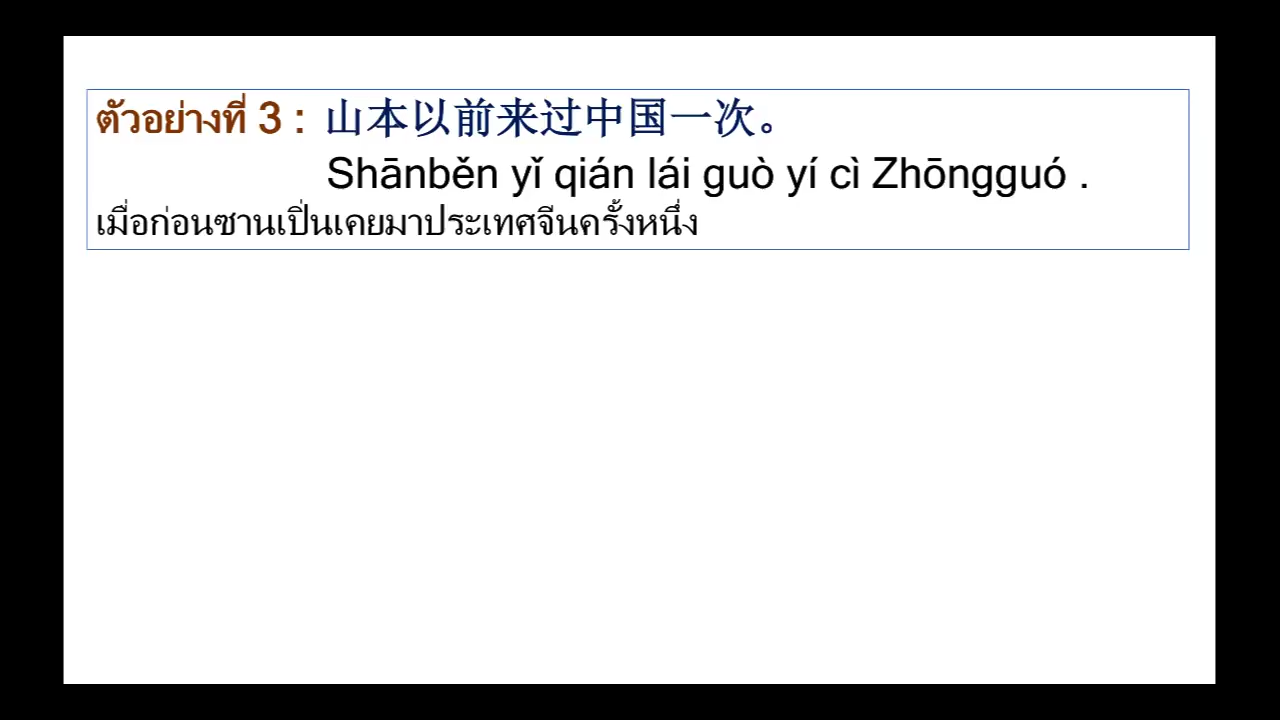 ตัวอย่างที่ 3 : 山本以前来过中国一次。
Shānběn yǐ qián lái guò yí cì Zhōngguó .
เมื่อก่อนซานเปิ่นเคยมาประเทศจีนครั้งหนึ่ง